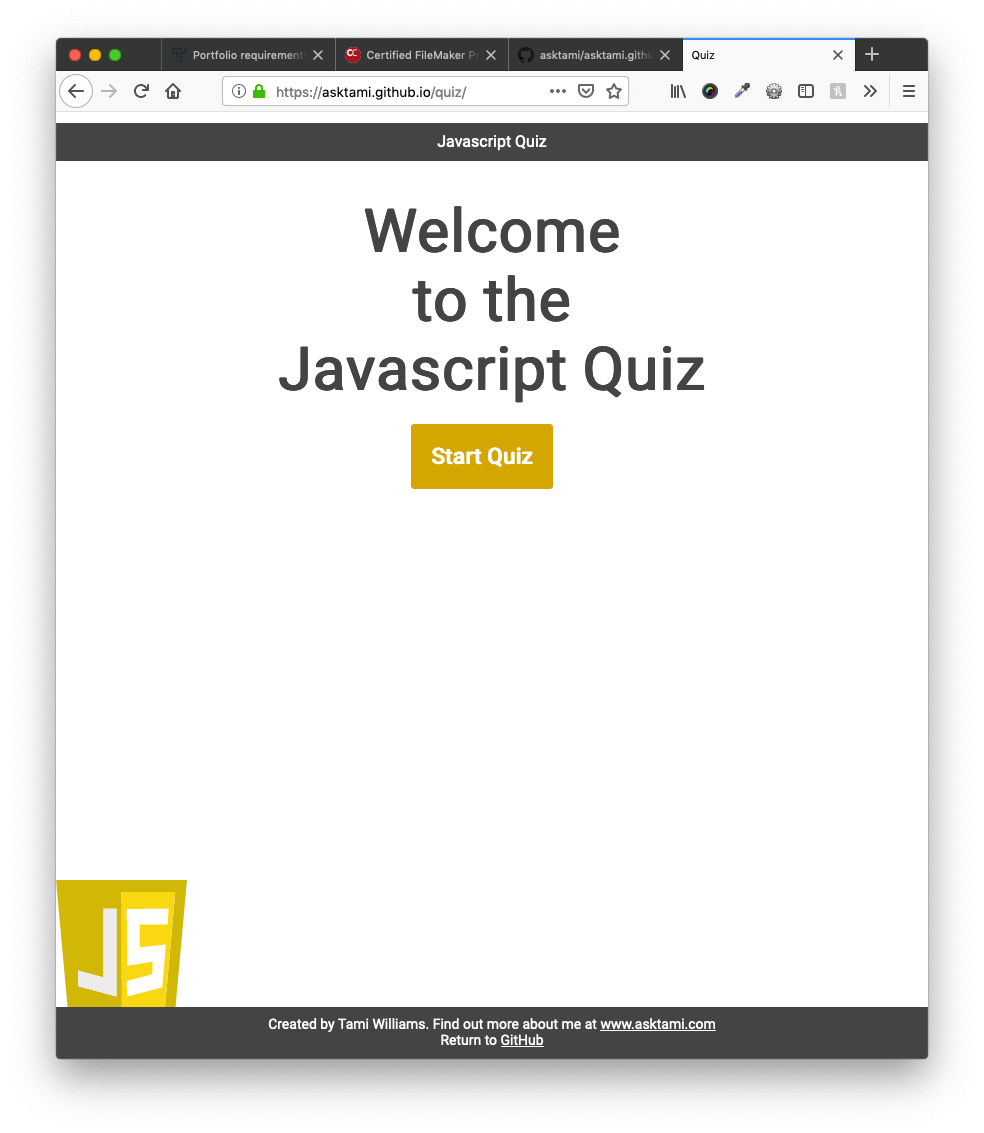 Portfolio requirement
Certified FileMaker P
asktami/asktami.githu
Quiz
https://asktami.github.io/quiz/
Javascript Quiz
Welcome
to the
Javascript Quiz
Start Quiz
JS
Created by Tami Williams. Find out more about me at www.asktami.com
Return to GitHub